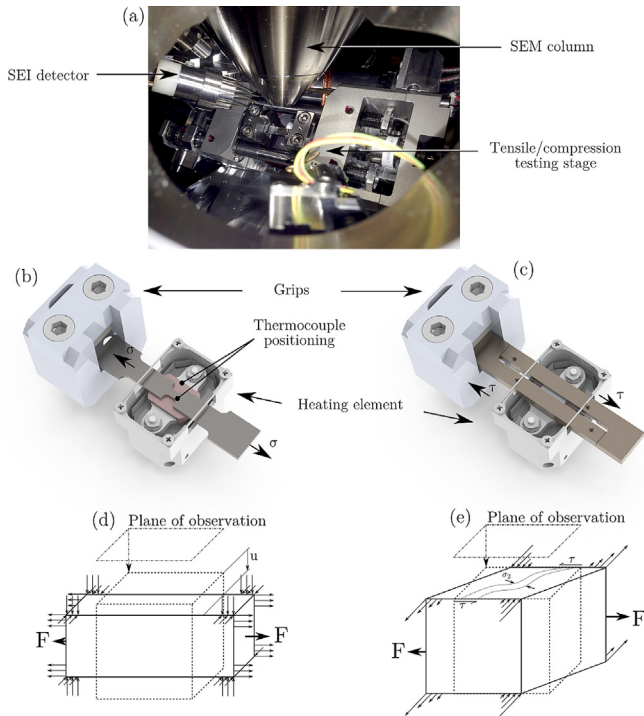 (a)
SEM column
SEI detector
Tensile/compression
testing stage
(b)
(c)
Grips
Thermocouple
positioning
σ
τ
τ
Heating element
σ
(d)
Plane of observation
u
F
F
(e)
Plane of observation
τ
σ₃
τ
F
F